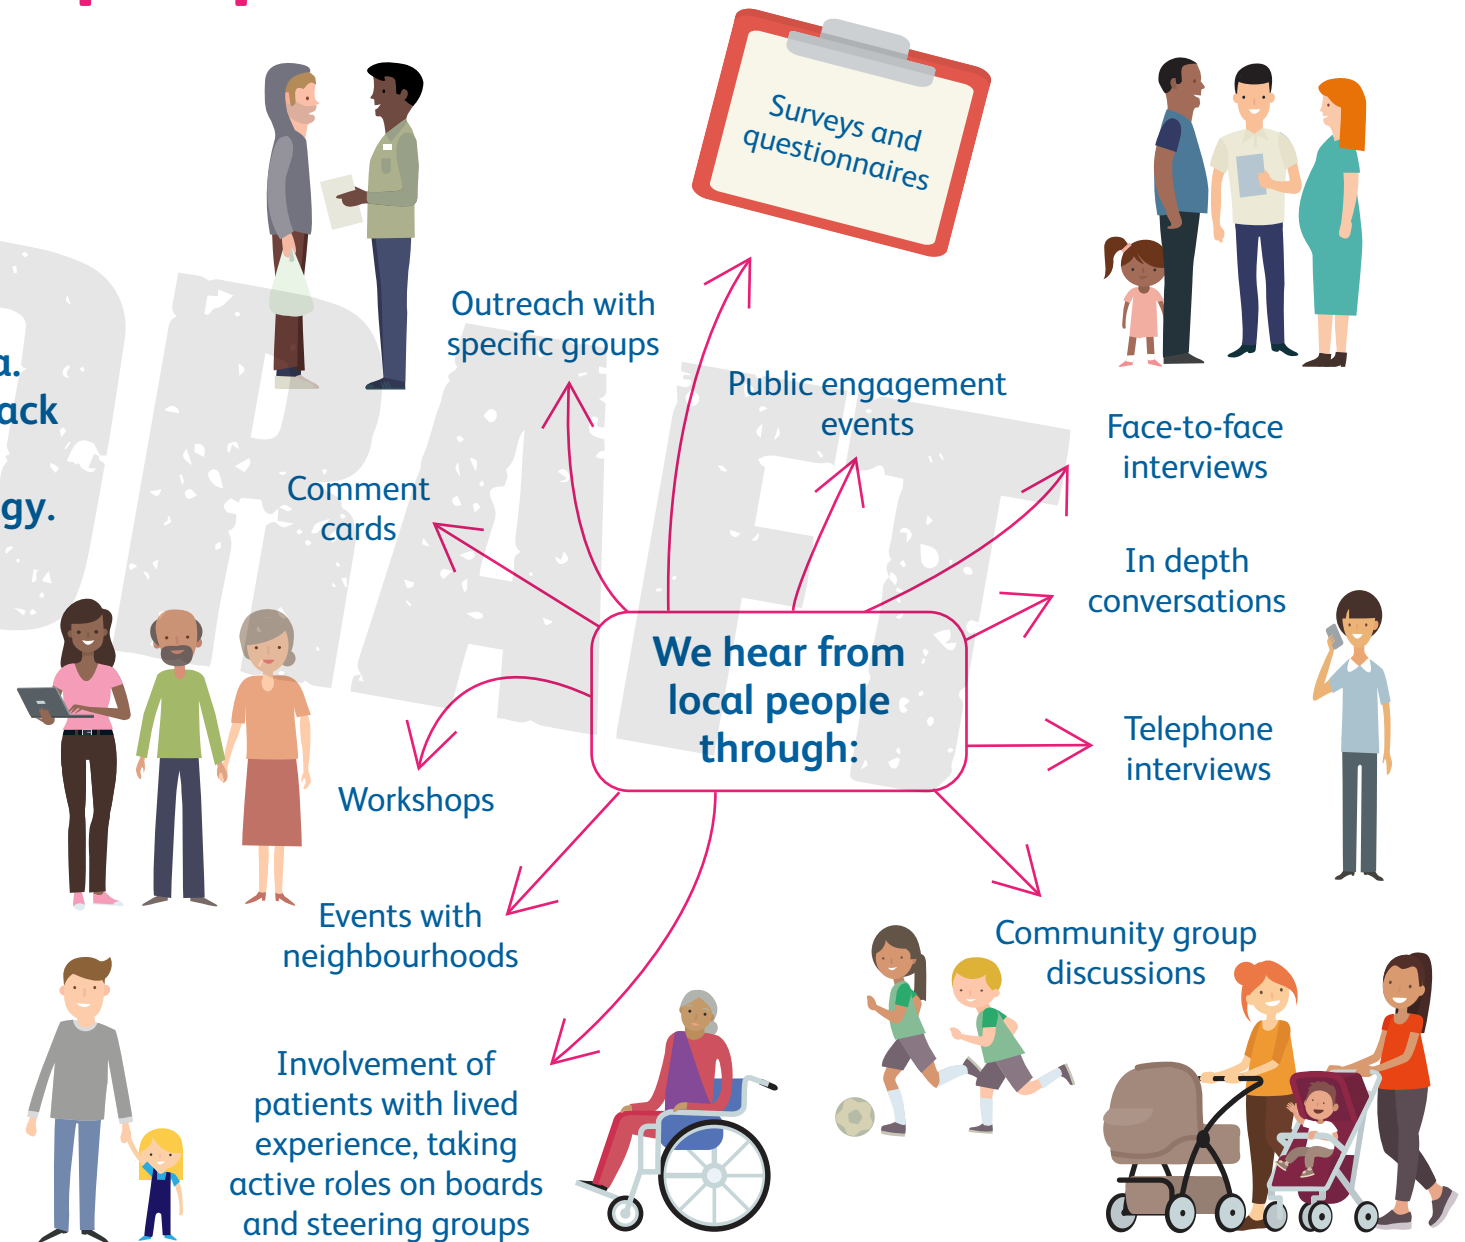 Surveys and
questionnaires
Outreach with
specific groups
Public engagement
events
Face-to-face
interviews
a.
ack
gy.
Comment
cards
In depth
conversations
We hear from
local people
through:
Telephone
interviews
Workshops
Events with
neighbourhoods
Community group
discussions
Involvement of
patients with lived
experience, taking
active roles on boards
and steering groups
DRAFT